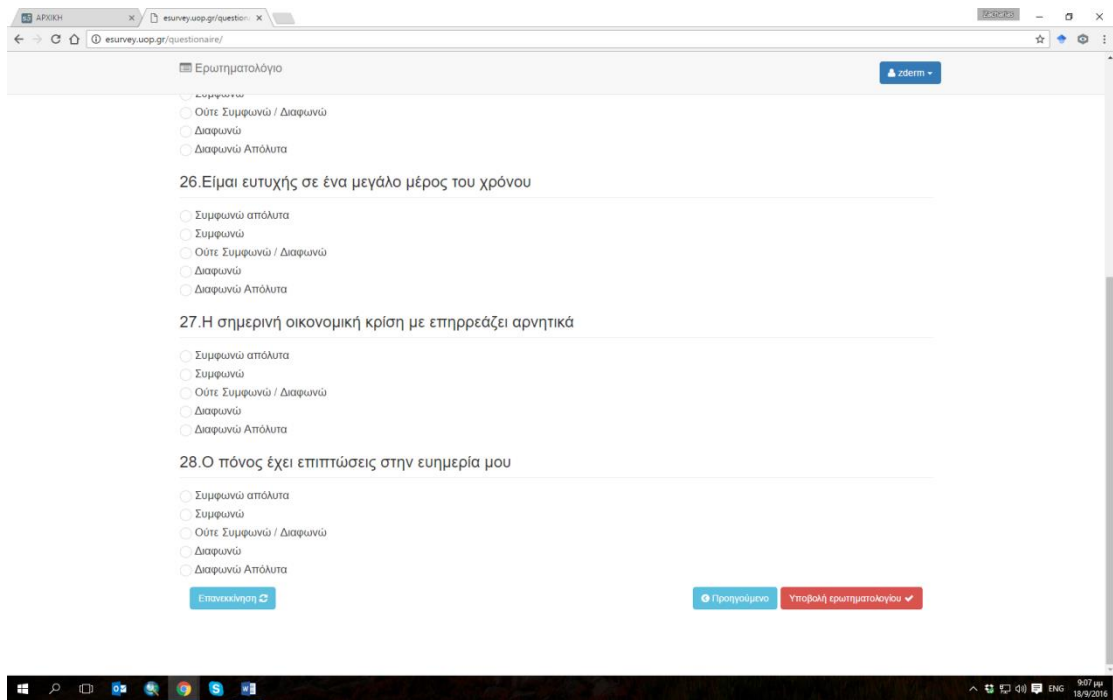 ΑΡΧΙΚΗ
esurvey.uop.gr/question
Zacharias
esurvey.uop.gr/questionaire/
Ερωτηματολόγιο
zderm
Συμφωνώ
Ούτε Συμφωνώ / Διαφωνώ
Διαφωνώ
Διαφωνώ Απόλυτα
26.Είμαι ευτυχής σε ένα μεγάλο μέρος του χρόνου
Συμφωνώ απόλυτα
Συμφωνώ
Ούτε Συμφωνώ / Διαφωνώ
Διαφωνώ
Διαφωνώ Απόλυτα
27.Η σημερινή οικονομική κρίση με επηρρεάζει αρνητικά
Συμφωνώ απόλυτα
Συμφωνώ
Ούτε Συμφωνώ / Διαφωνώ
Διαφωνώ
Διαφωνώ Απόλυτα
28.Ο πόνος έχει επιπτώσεις στην ευημερία μου
Συμφωνώ απόλυτα
Συμφωνώ
Ούτε Συμφωνώ / Διαφωνώ
Διαφωνώ
Διαφωνώ Απόλυτα
Επανεκκίνηση
Προηγούμενο
Υποβολή ερωτηματολογίου
ENG
9:07 μμ
18/9/2016